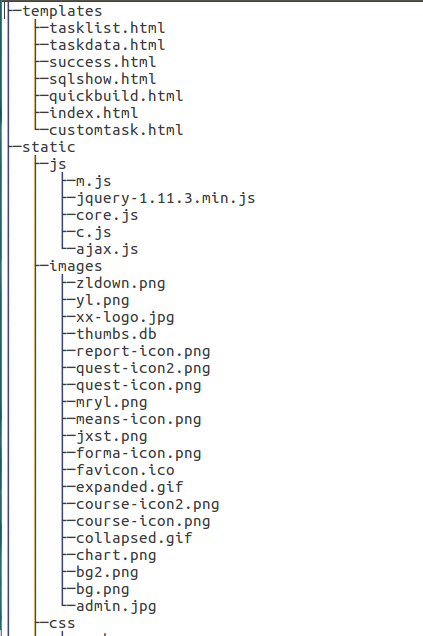 templates
tasklist.html
taskdata.html
success.html
sqlshow.html
quickbuild.html
index.html
customtask.html
static
js
m.js
jquery-1.11.3.min.js
core.js
c.js
ajax.js
images
zldown.png
yl.png
xx-logo.jpg
thumbs.db
report-icon.png
quest-icon2.png
quest-icon.png
mryl.png
means-icon.png
jxst.png
forma-icon.png
favicon.ico
expanded.gif
course-icon2.png
course-icon.png
collapsed.gif
chart.png
bg2.png
bg.png
admin.jpg
css